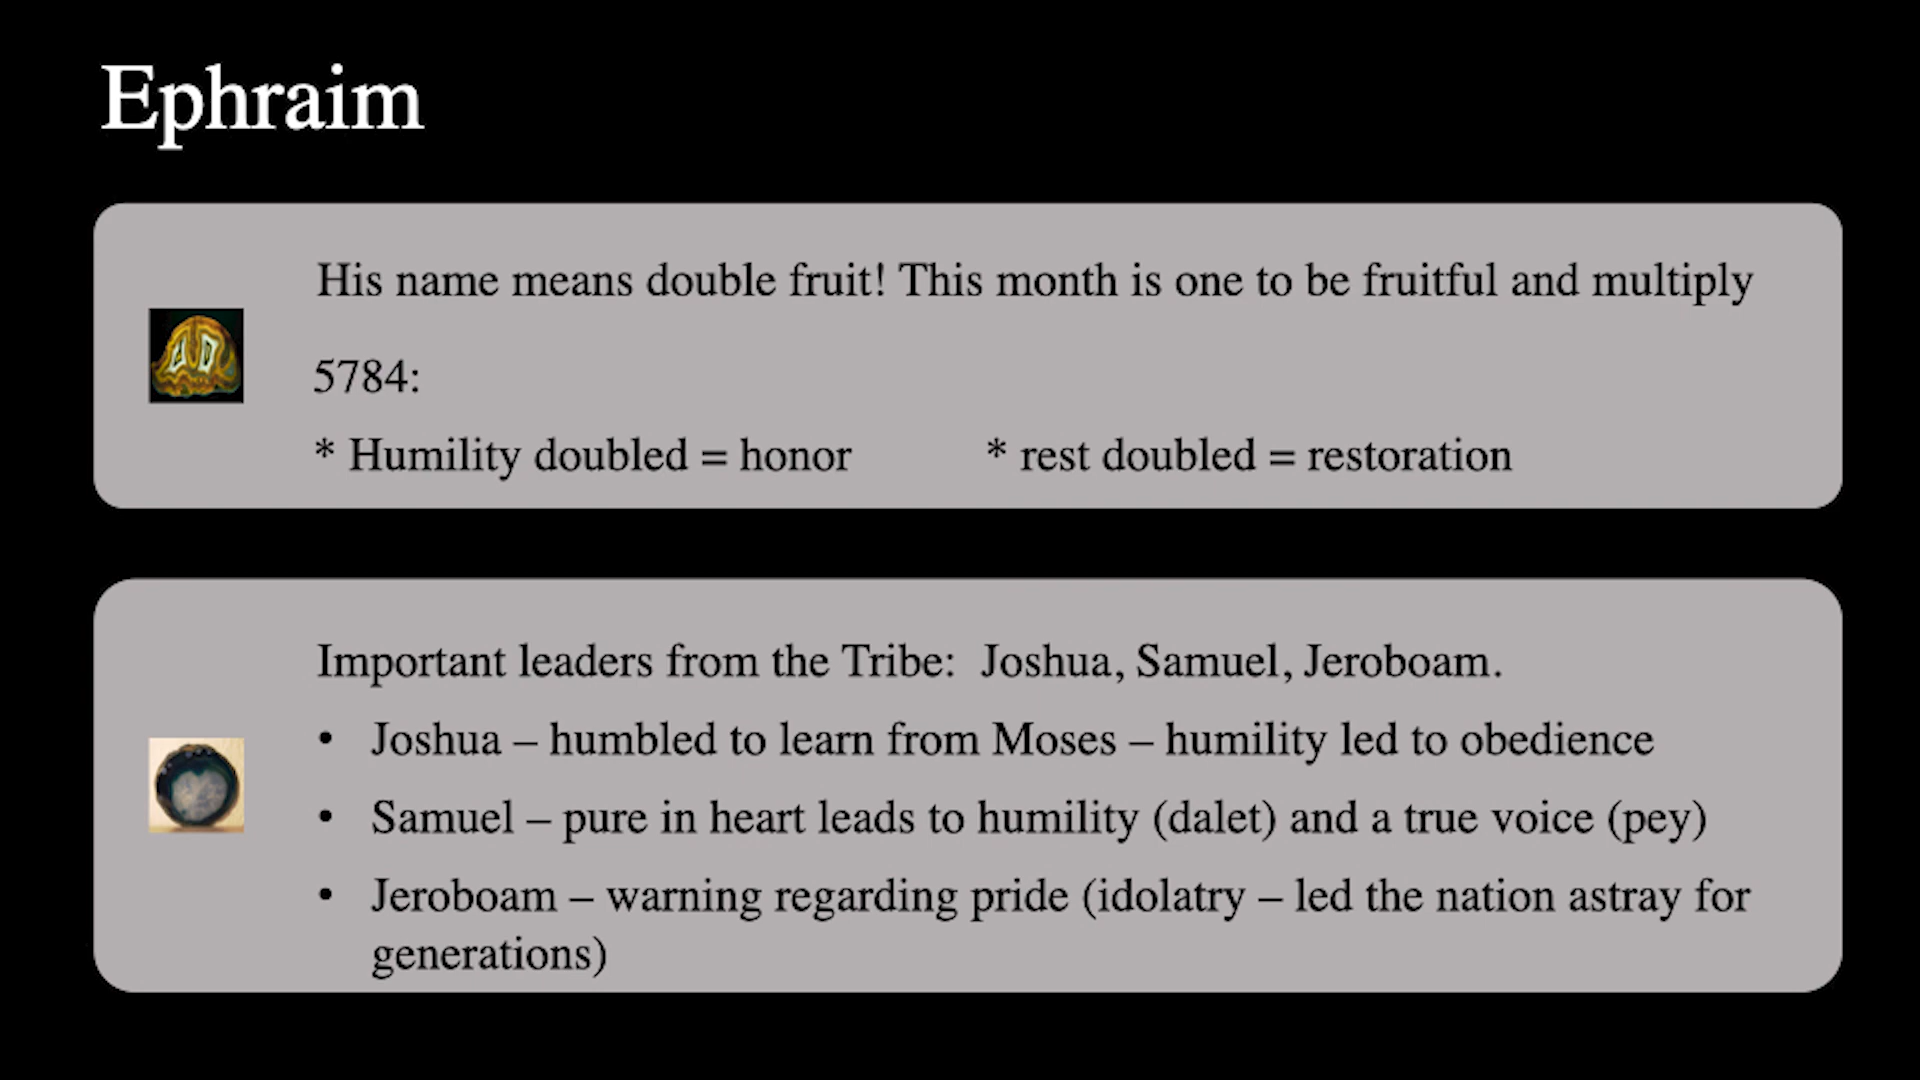 Ephraim
His name means double fruit! This month is one to be fruitful and multiply
5784:
* Humility doubled = honor * rest doubled = restoration
Important leaders from the Tribe: Joshua, Samuel, Jeroboam.
• Joshua – humbled to learn from Moses – humility led to obedience
• Samuel – pure in heart leads to humility (dalet) and a true voice (pey)
• Jeroboam – warning regarding pride (idolatry – led the nation astray for
generations)